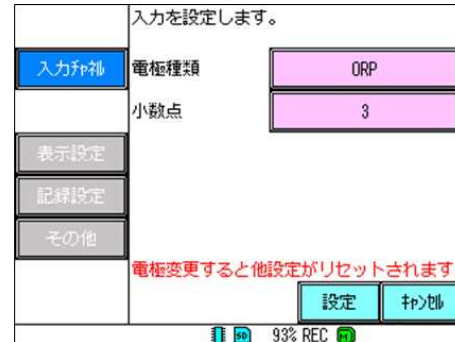 入力を設定します。
入力ﾁｬﾈﾙ
電極種類 ORP
小数点 3
表示設定
記録設定
その他
電極変更すると他設定がリセットされます
設定 ｷｬﾝｾﾙ
SD 93% REC M